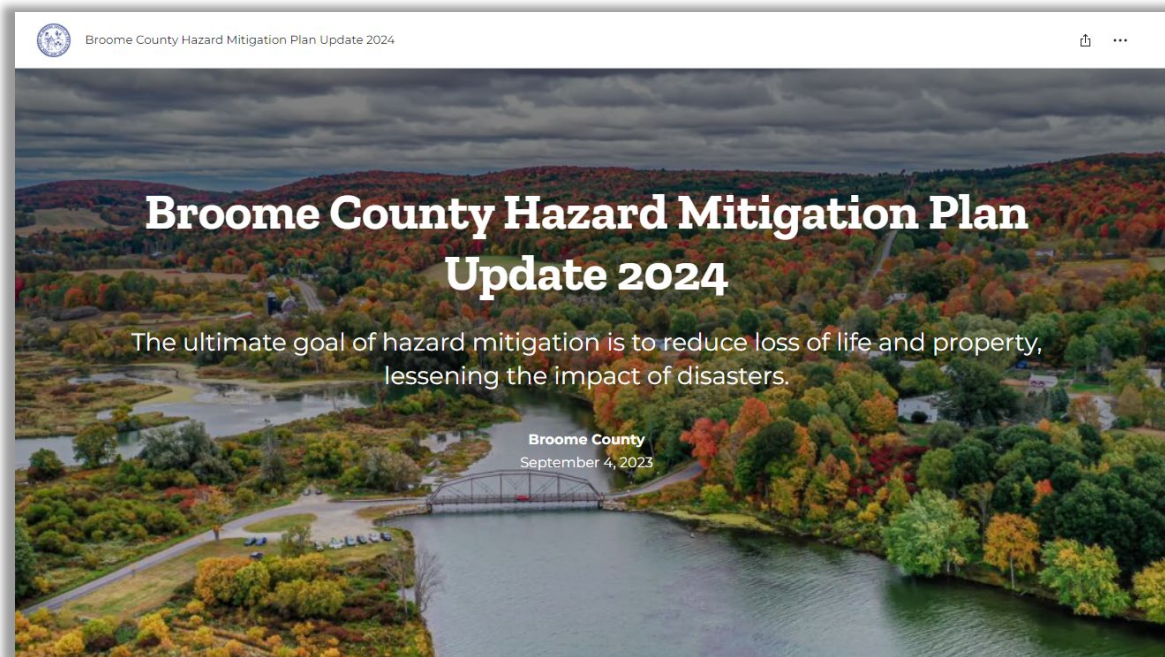 Broome County Hazard Mitigation Plan Update 2024
Broome County Hazard Mitigation Plan
Update 2024
The ultimate goal of hazard mitigation is to reduce loss of life and property,
lessening the impact of disasters.
Broome County
September 4, 2023